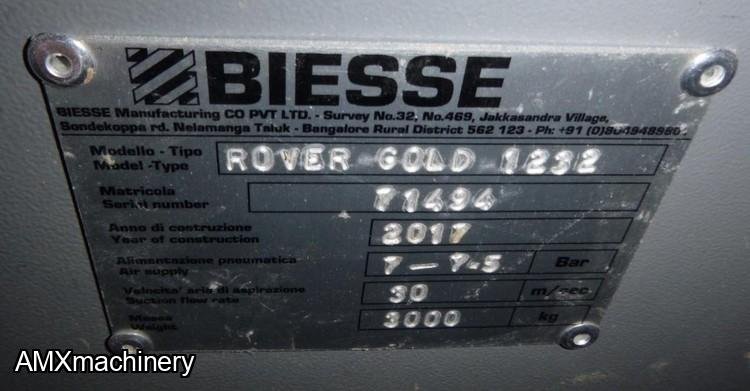 BIESSE
BIESSE Manufacturing CO PVT LTD. - Survey No.32, No.469, Jakkasandra Village,
Sondekoppa rd. Nelamanga Taluk - Bangalore Rural District 562 123 - Ph: +91
Modello - Tipo
Model -Type
ROVER GOLD 1232
Matricola
Serial number
71494
Anno di costruzione
Year of construction
2017
Alimentazione pneumatica
Air supply
7-7.5 Bar
Velocita' aria di aspirazione
Suction flow rate
30 m/sec
Massa
Weight
3000 kg
AMXmachinery